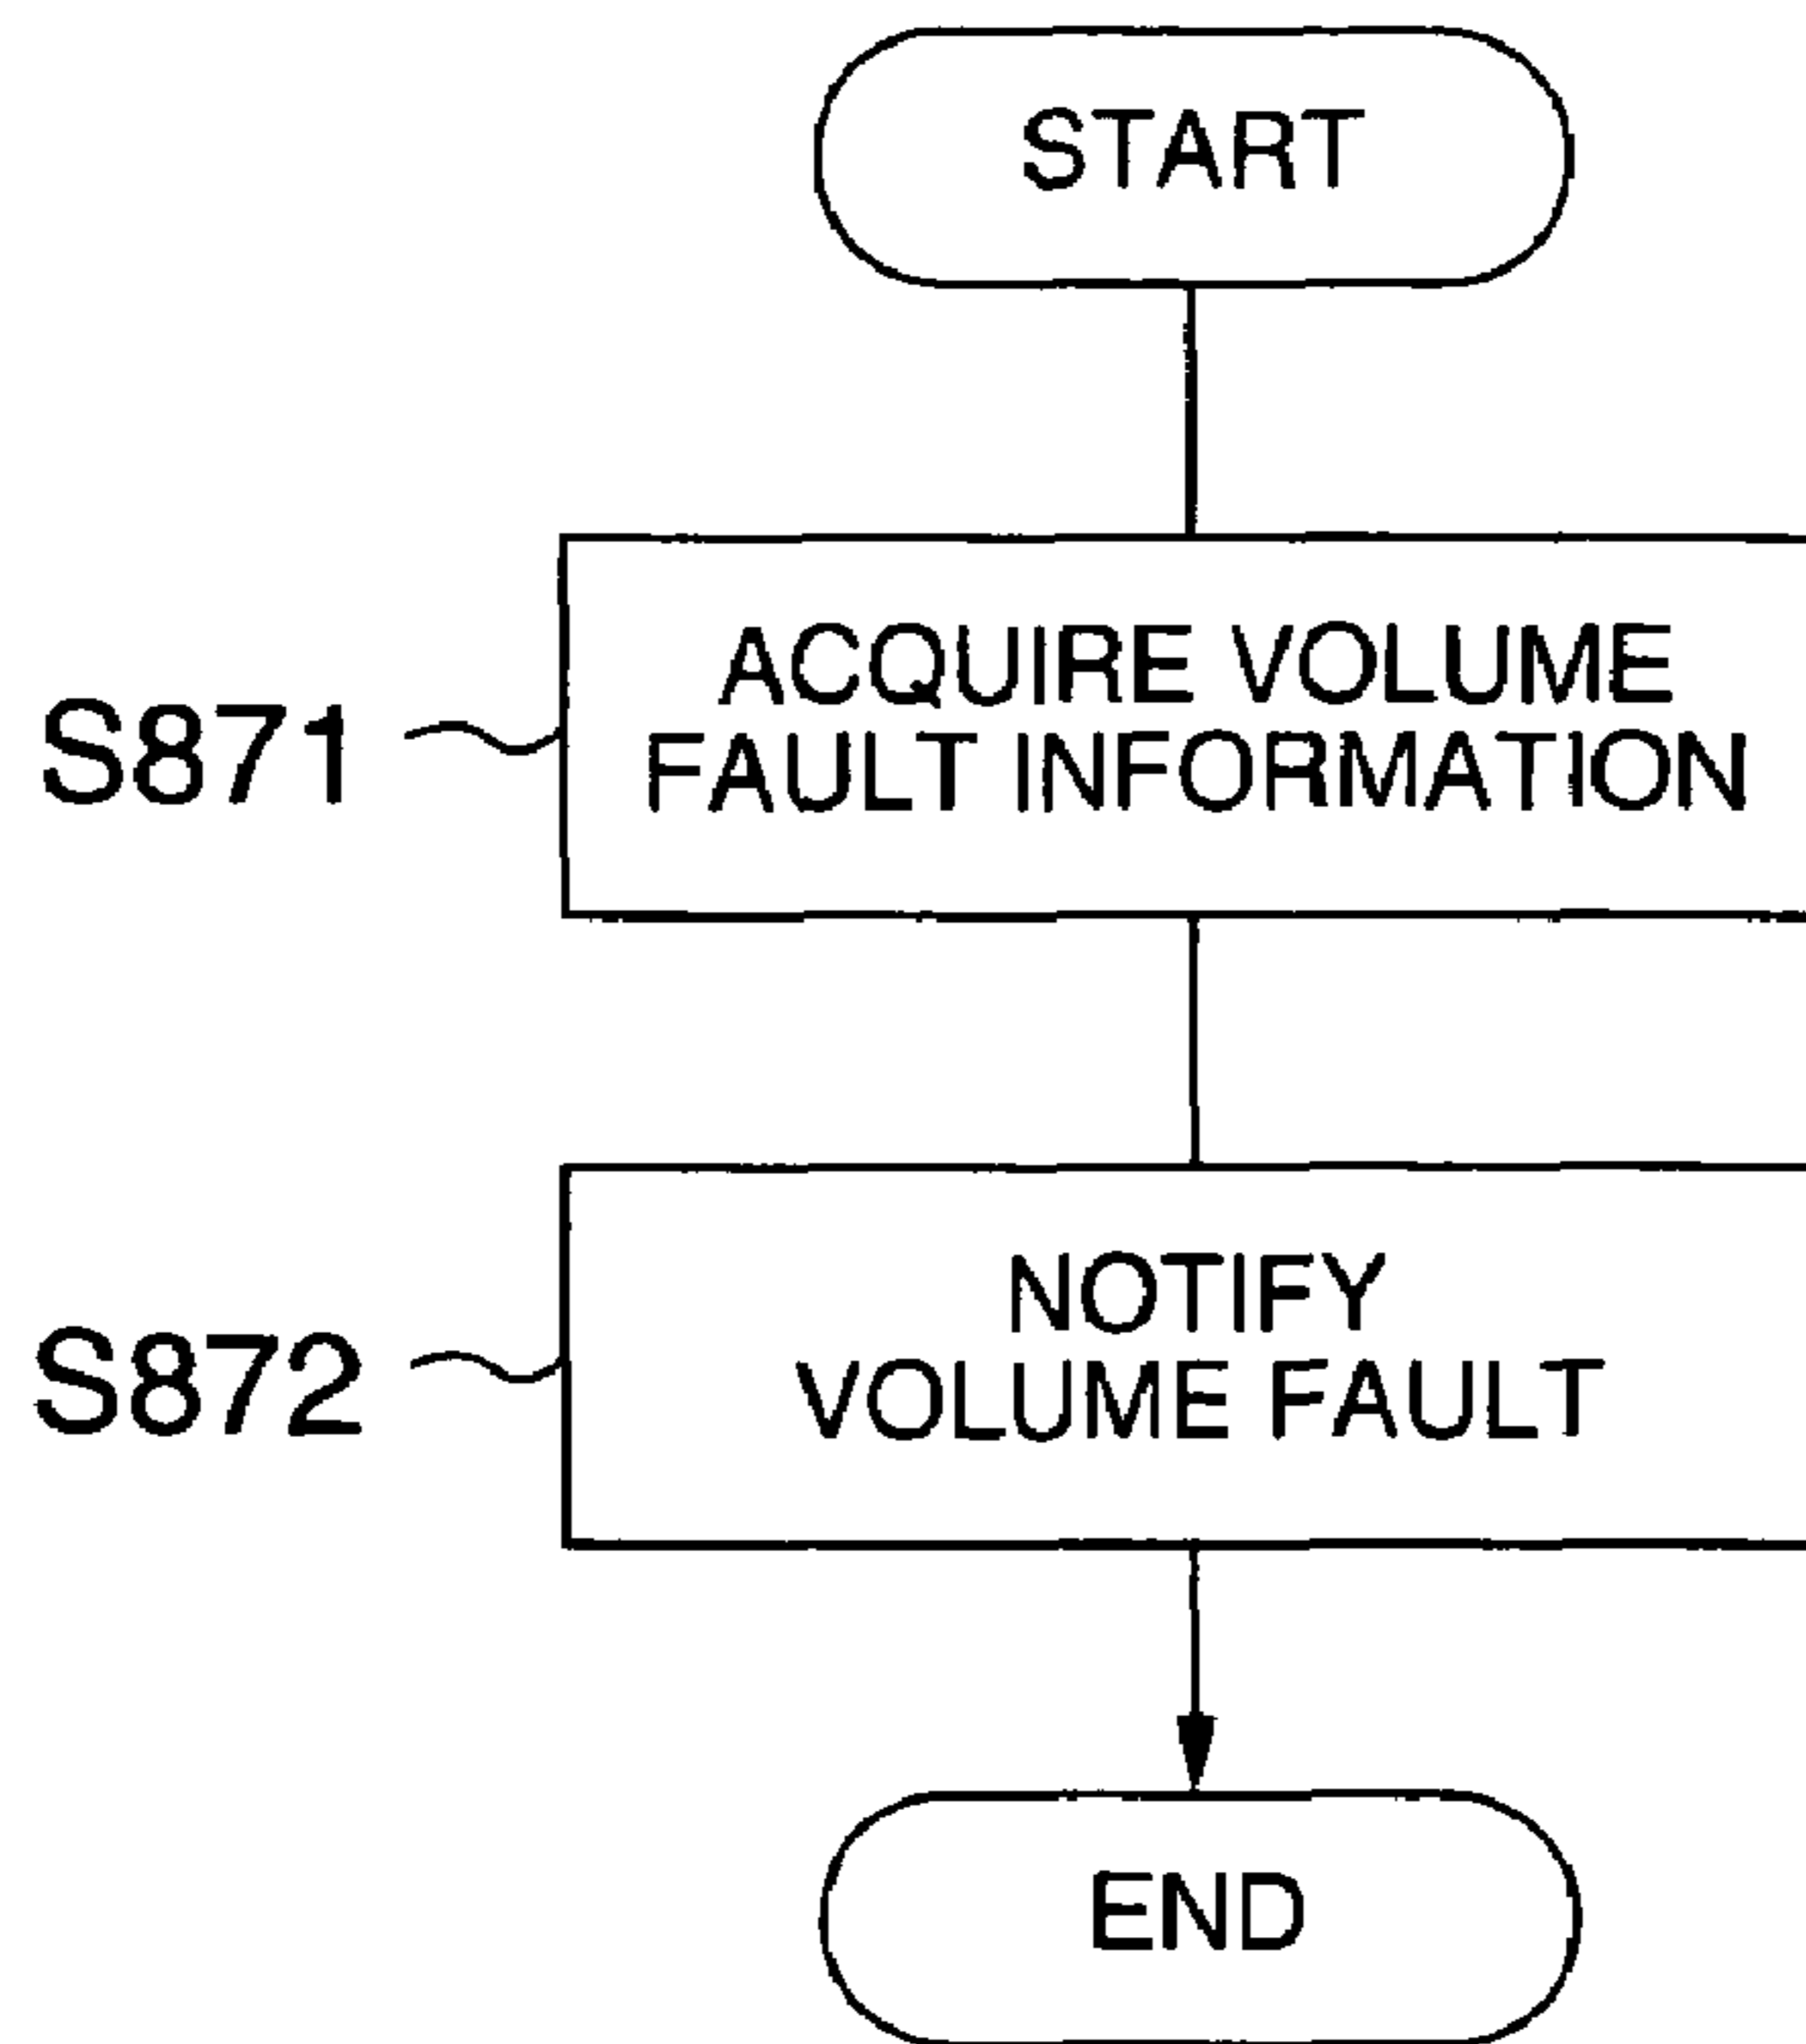 START
ACQUIRE VOLUME
FAULT INFORMATION
S871
NOTIFY
VOLUME FAULT
S872
END